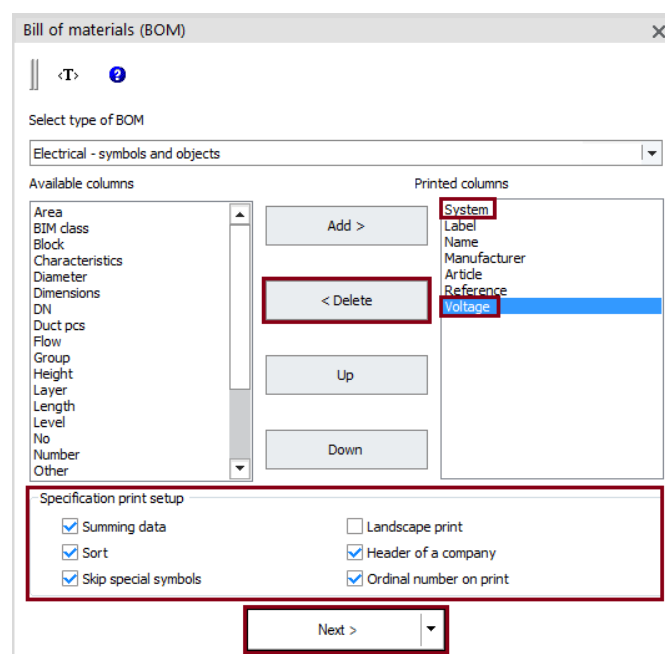 Bill of materials (BOM)
<T>
?
Select type of BOM
Electrical - symbols and objects
Available columns
Printed columns
Area
BIM class
Block
Characteristics
Diameter
Dimensions
DN
Duct pcs
Flow
Group
Height
Layer
Length
Level
No
Number
Other
Add >
< Delete
Up
Down
System
Label
Name
Manufacturer
Article
Reference
Voltage
Specification print setup
Summing data
Landscape print
Sort
Header of a company
Skip special symbols
Ordinal number on print
Next >